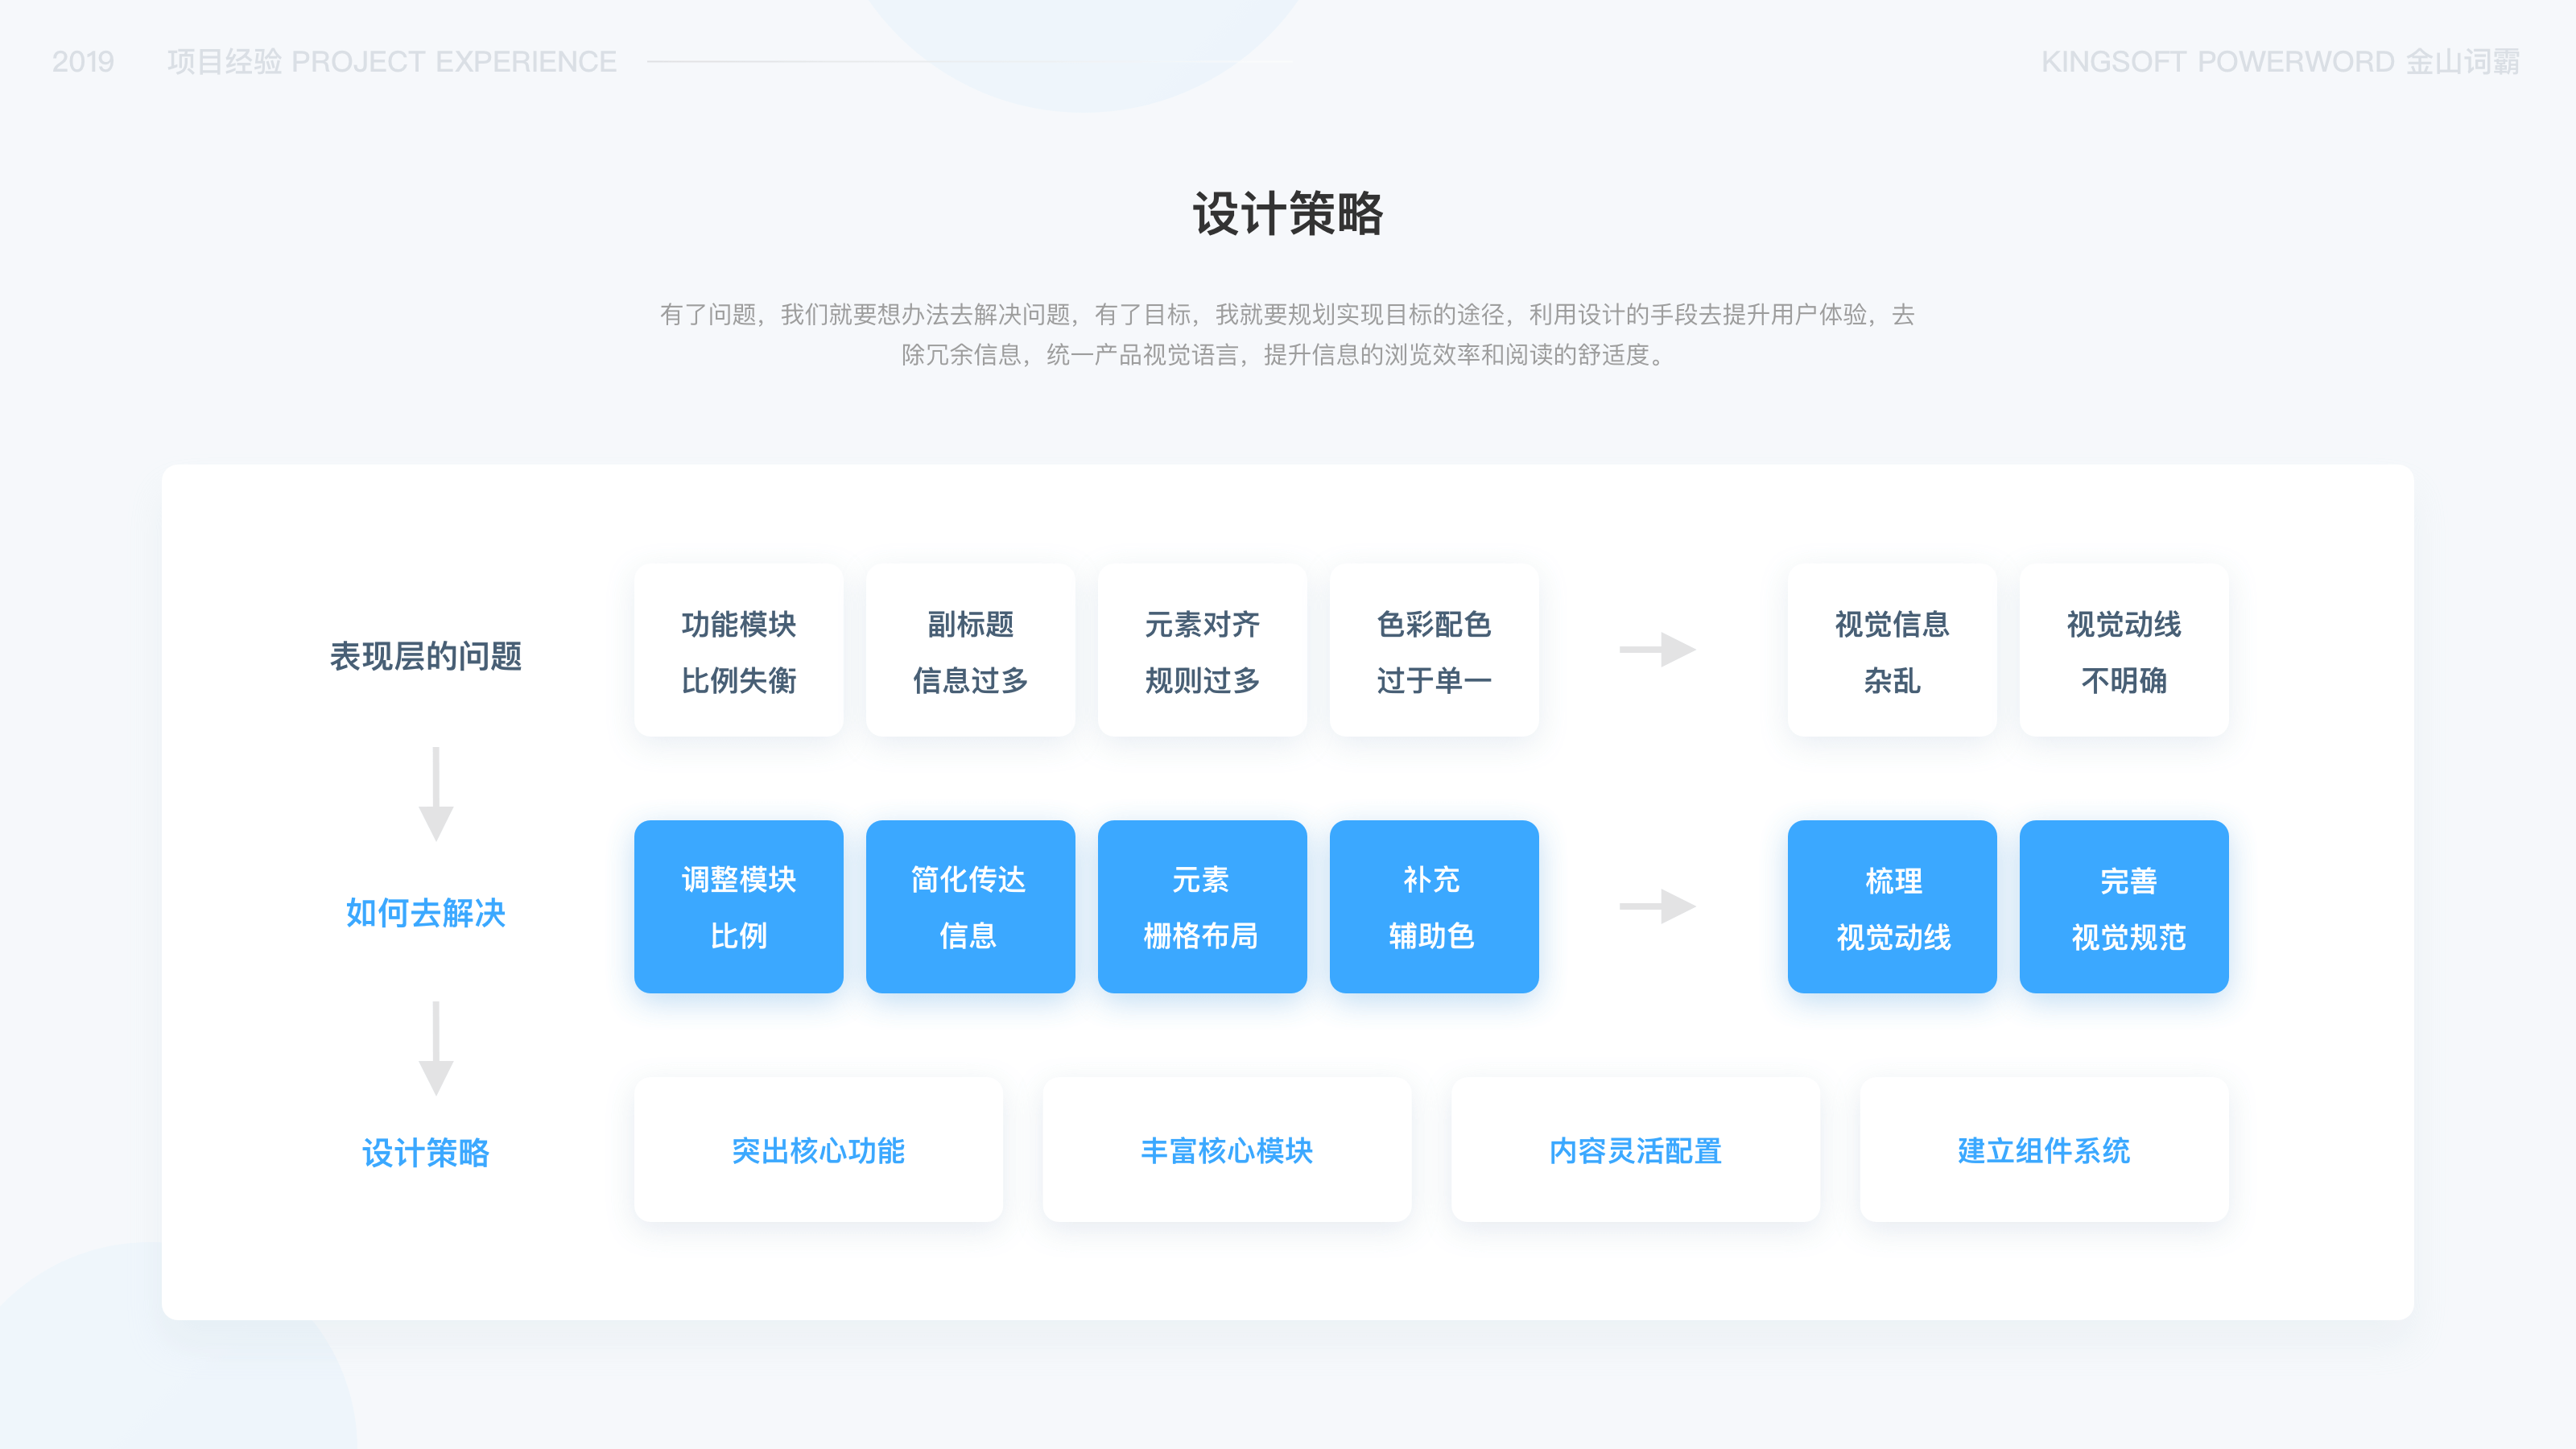 2019 项目经验 PROJECT EXPERIENCE
KINGSOFT POWERWORD 金山词霸
设计策略
有了问题，我们就要想办法去解决问题，有了目标，我就要规划实现目标的途径，利用设计的手段去提升用户体验，去
除冗余信息，统一产品视觉语言，提升信息的浏览效率和阅读的舒适度。
表现层的问题
功能模块
比例失衡
副标题
信息过多
元素对齐
规则过多
色彩配色
过于单一
视觉信息
杂乱
视觉动线
不明确
如何去解决
调整模块
比例
简化传达
信息
元素
栅格布局
补充
辅助色
梳理
视觉动线
完善
视觉规范
设计策略
突出核心功能
丰富核心模块
内容灵活配置
建立组件系统